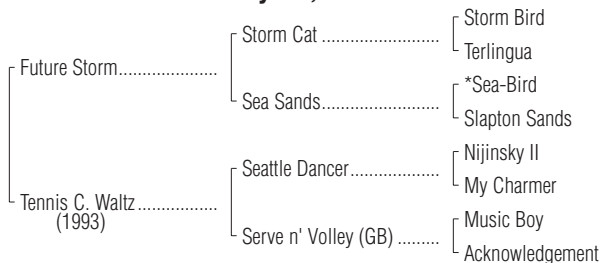 Storm Bird
Storm Cat
Terlingua
Future Storm
*Sea-Bird
Sea Sands
Slapton Sands
Nijinsky II
Seattle Dancer
My Charmer
Tennis C. Waltz
(1993)
Music Boy
Serve n' Volley (GB)
Acknowledgement